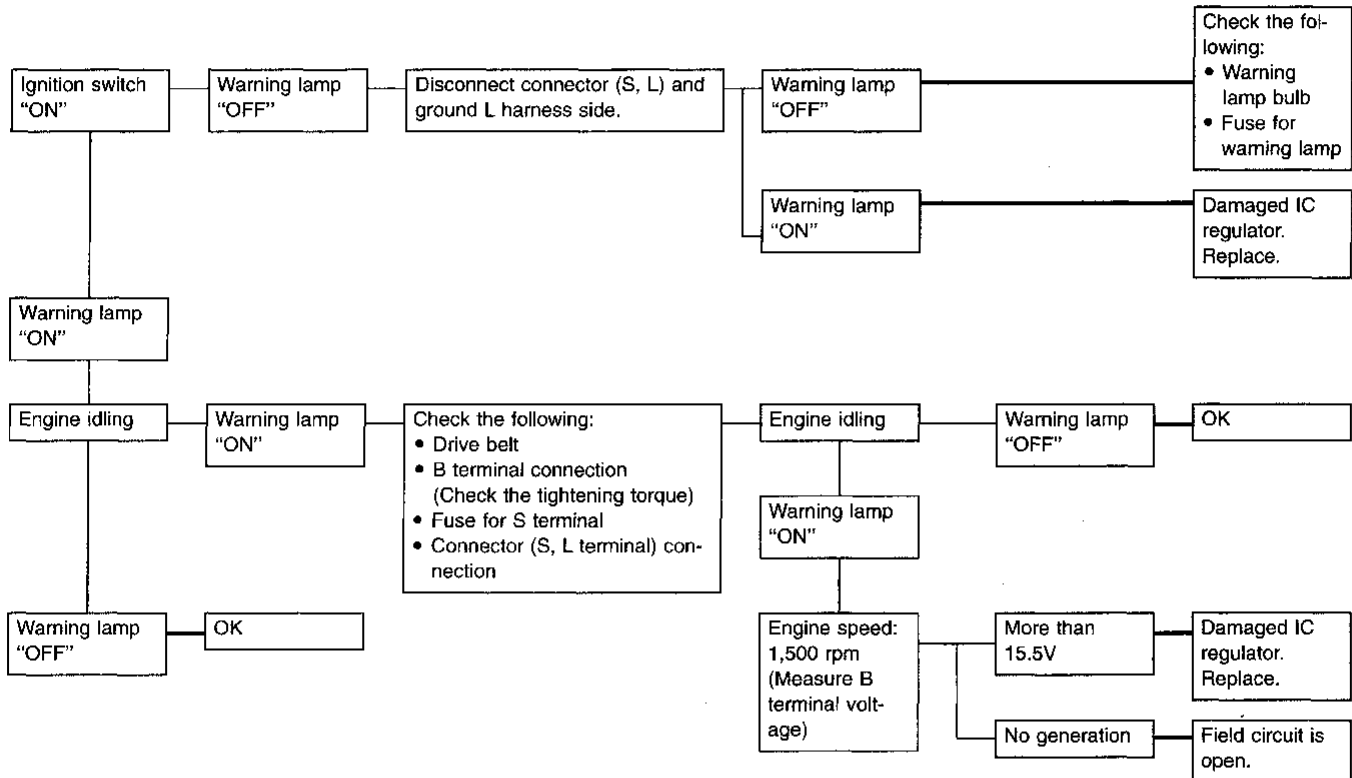 Ignition switch
“ON”
Warning lamp
“OFF”
Disconnect connector (S, L) and
ground L harness side.
Warning lamp
“OFF”
Check the fol-
lowing:
• Warning
lamp bulb
• Fuse for
warning lamp
Warning lamp
“ON”
Damaged IC
regulator.
Replace.
Warning lamp
“ON”
Engine idling
Warning lamp
“ON”
Check the following:
• Drive belt
• B terminal connection
(Check the tightening torque)
• Fuse for S terminal
• Connector (S, L terminal) con-
nection
Engine idling
Warning lamp
“OFF”
OK
Warning lamp
“ON”
Warning lamp
“OFF”
OK
Engine speed:
1,500 rpm
(Measure B
terminal volt-
age)
More than
15.5V
Damaged IC
regulator.
Replace.
No generation
Field circuit is
open.